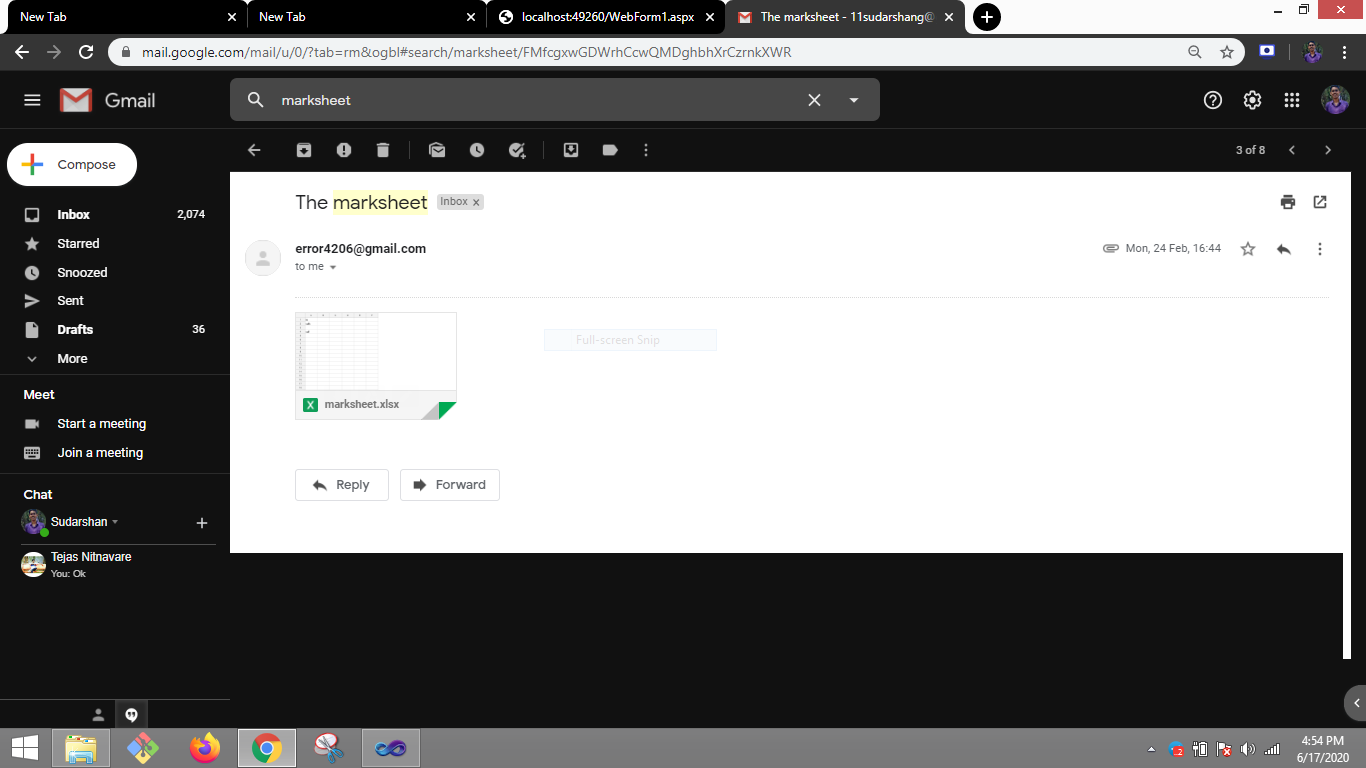 New Tab
New Tab
localhost:49260/WebForm1.aspx
The marksheet - 11sudarshang@
mail.google.com/mail/u/0/?tab=rm&ogbl#search/marksheet/FMfcgxwGDWrhCcwQMDghbhXrCzrnkXWR
Gmail
marksheet
Compose
3 of 8
The marksheet
Inbox x
Inbox 2,074
Starred
Snoozed
Sent
Drafts 36
More
error4206@gmail.com
Mon, 24 Feb, 16:44
to me
Full-screen Snip
marksheet.xlsx
Reply
Forward
Meet
Start a meeting
Join a meeting
Chat
Sudarshan
Tejas Nitnavare
You: Ok
4:54 PM
6/17/2020